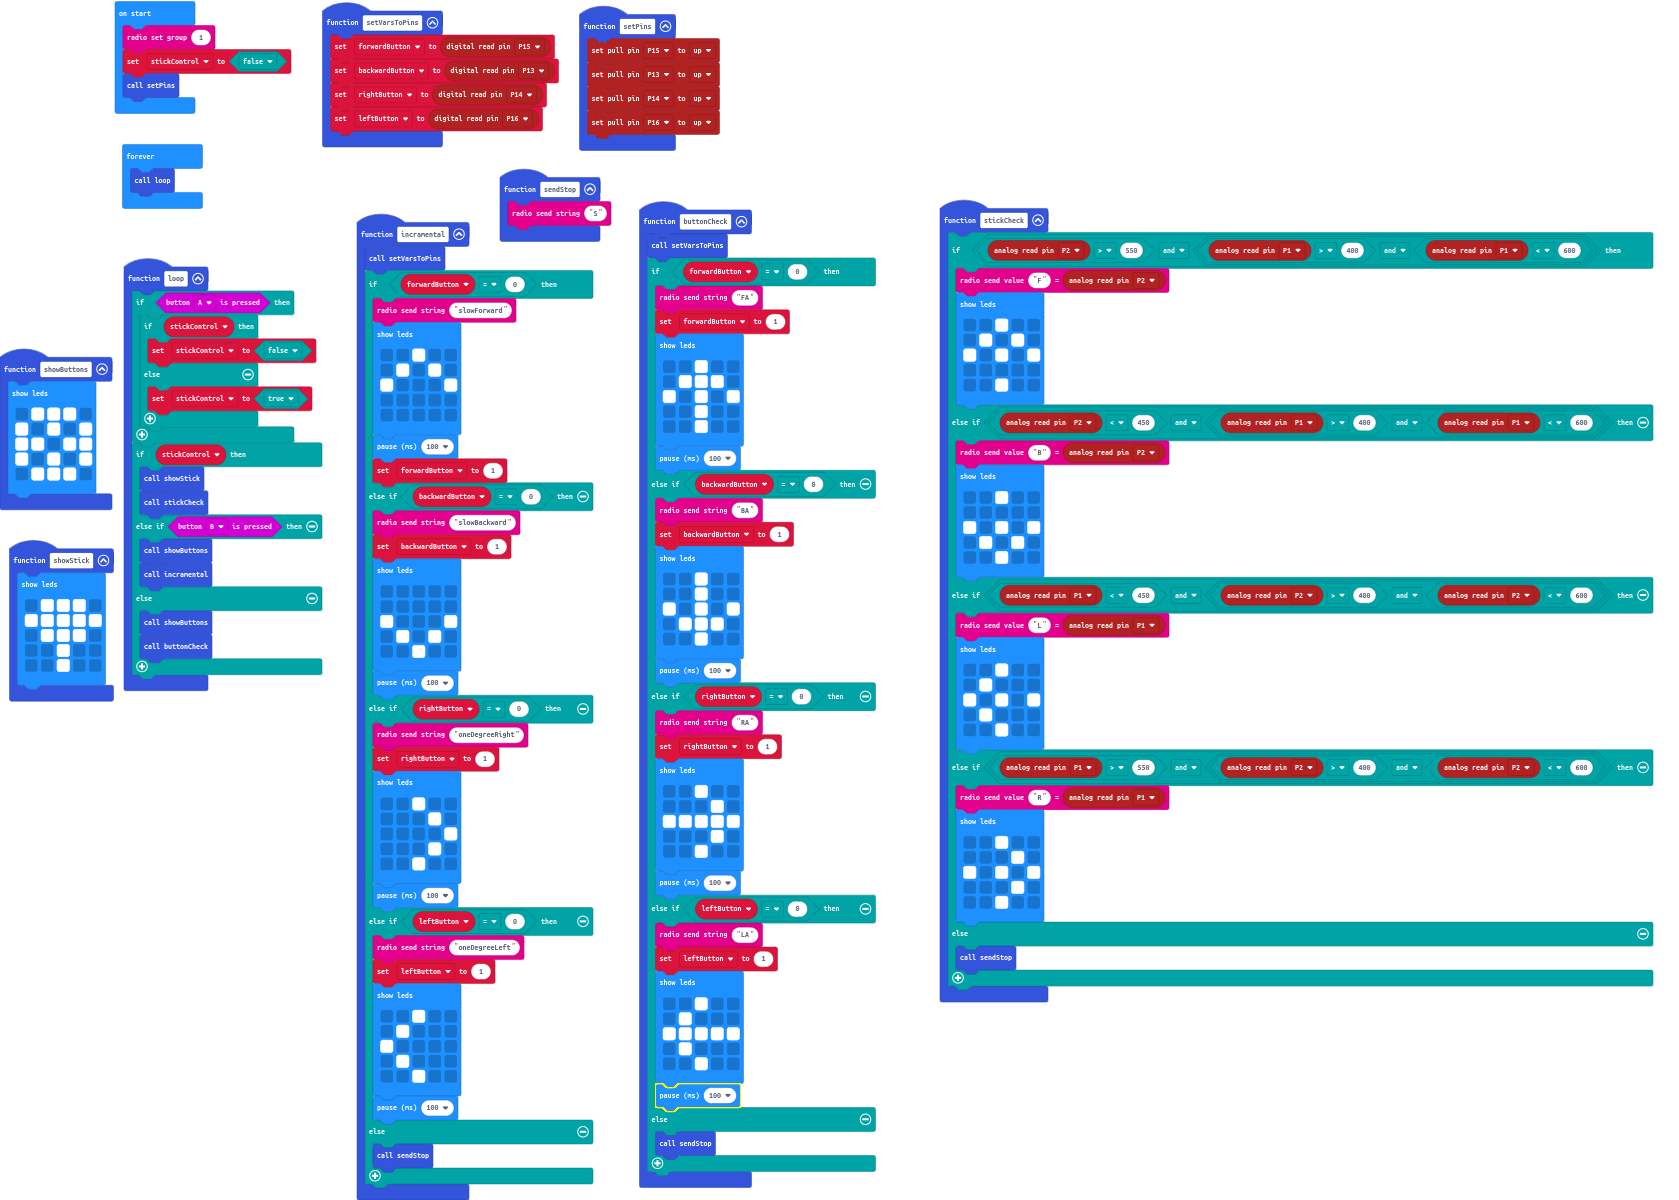 on start
radio set group 1
set stickControl to false
call setPins
forever
call loop
function setVarsToPins
set forwardButton to digital read pin P15
set backwardButton to digital read pin P13
set rightButton to digital read pin P14
set leftButton to digital read pin P16
function setPins
set pull pin P15 to up
set pull pin P13 to up
set pull pin P14 to up
set pull pin P16 to up
function sendStop
radio send string "S"
function showButtons
show leds
function showStick
show leds
function loop
if button A is pressed then
if stickControl then
set stickControl to false
else
set stickControl to true
if stickControl then
call showStick
call stickCheck
else if button B is pressed then
call showButtons
call incramental
else
call showButtons
call buttonCheck
function incramental
call setVarsToPins
if forwardButton = 0 then
radio send string "slowForward"
show leds
pause (ms) 100
set forwardButton to 1
else if backwardButton = 0 then
radio send string "slowBackward"
set backwardButton to 1
show leds
pause (ms) 100
else if rightButton = 0 then
radio send string "oneDegreeRight"
set rightButton to 1
show leds
pause (ms) 100
else if leftButton = 0 then
radio send string "oneDegreeLeft"
set leftButton to 1
show leds
pause (ms) 100
else
call sendStop
function buttonCheck
call setVarsToPins
if forwardButton = 0 then
radio send string "FA"
set forwardButton to 1
show leds
pause (ms) 100
else if backwardButton = 0 then
radio send string "BA"
set backwardButton to 1
show leds
pause (ms) 100
else if rightButton = 0 then
radio send string "RA"
set rightButton to 1
show leds
pause (ms) 100
else if leftButton = 0 then
radio send string "LA"
set leftButton to 1
show leds
pause (ms) 100
else
call sendStop
function stickCheck
if analog read pin P2 > 550 and analog read pin P1 > 400 and analog read pin P1 < 600 then
radio send value "F" = analog read pin P2
show leds
else if analog read pin P2 < 450 and analog read pin P1 > 400 and analog read pin P1 < 600 then
radio send value "B" = analog read pin P2
show leds
else if analog read pin P1 < 450 and analog read pin P2 > 400 and analog read pin P2 < 600 then
radio send value "L" = analog read pin P1
show leds
else if analog read pin P1 > 550 and analog read pin P2 > 400 and analog read pin P2 < 600 then
radio send value "R" = analog read pin P1
show leds
else
call sendStop